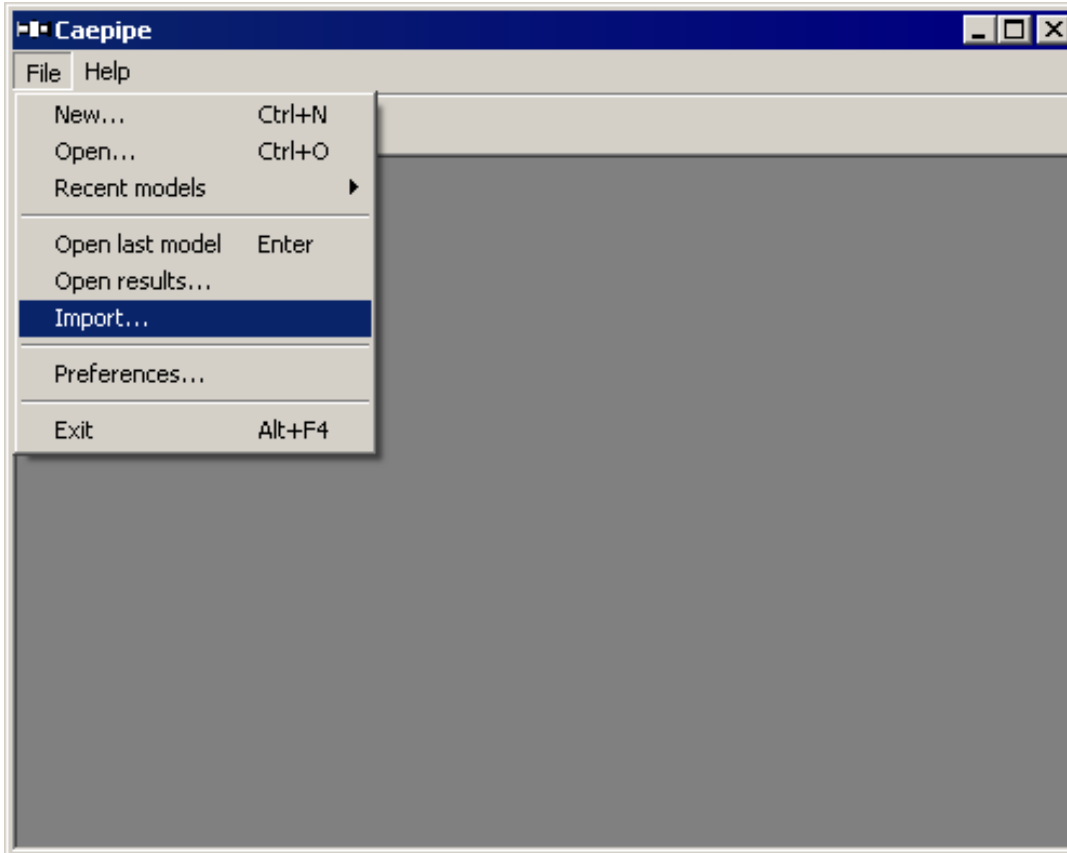 Caepipe
File Help
New... Ctrl+N
Open... Ctrl+O
Recent models
Open last model Enter
Open results...
Import...
Preferences...
Exit Alt+F4